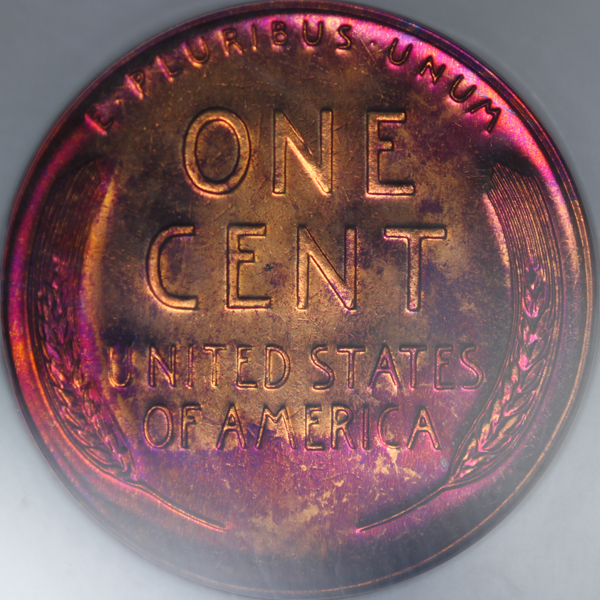 E · PLURIBUS · UNUM
ONE
CENT
UNITED STATES
OF AMERICA